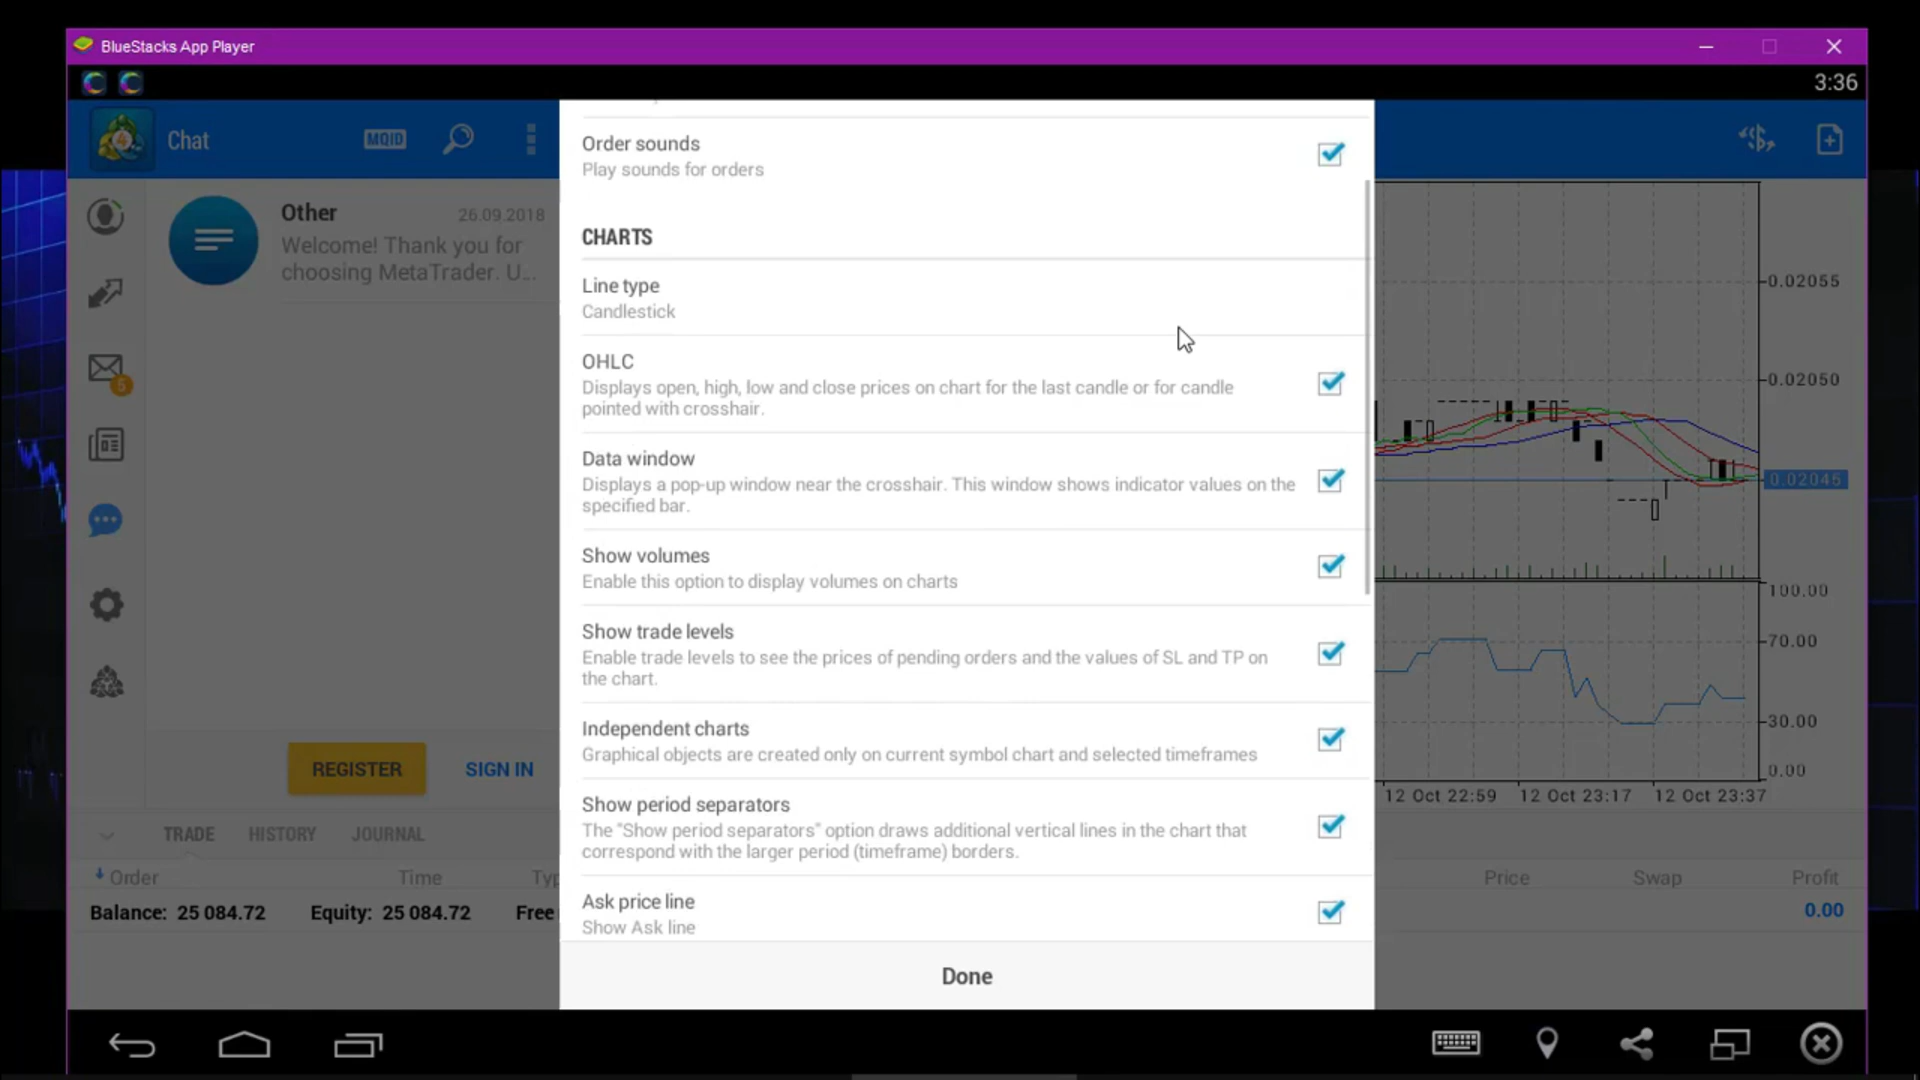 BlueStacks App Player
3:36
4
Chat
MQID
Other
26.09.2018
Welcome! Thank you for
choosing MetaTrader. U...
5
REGISTER
SIGN IN
Order sounds
Play sounds for orders
CHARTS
Line type
Candlestick
OHLC
Displays open, high, low and close prices on chart for the last candle or for candle
pointed with crosshair.
Data window
Displays a pop-up window near the crosshair. This window shows indicator values on the
specified bar.
Show volumes
Enable this option to display volumes on charts
Show trade levels
Enable trade levels to see the prices of pending orders and the values of SL and TP on
the chart.
Independent charts
Graphical objects are created only on current symbol chart and selected timeframes
Show period separators
The "Show period separators" option draws additional vertical lines in the chart that
correspond with the larger period (timeframe) borders.
Ask price line
Show Ask line
Done
0.02055
0.02050
0.02045
100.00
70.00
30.00
0.00
12 Oct 22:59 12 Oct 23:17 12 Oct 23:37
TRADE HISTORY JOURNAL
Order Time Typ Price Swap Profit
Balance: 25 084.72 Equity: 25 084.72 Free 0.00